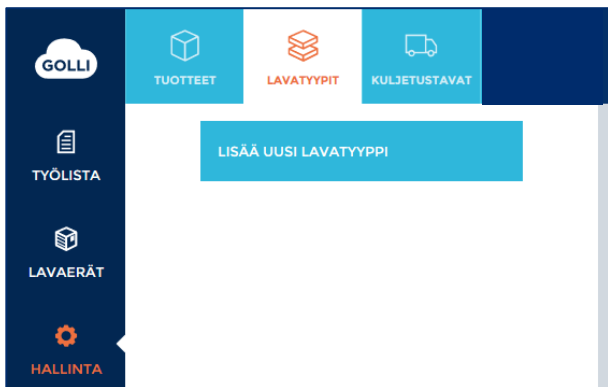 GOLLI
TUOTTEET
LAVATYYPIT
KULJETUSTAVAT
LISÄÄ UUSI LAVATYYPPI
TYÖLISTA
LAVAERÄT
HALLINTA